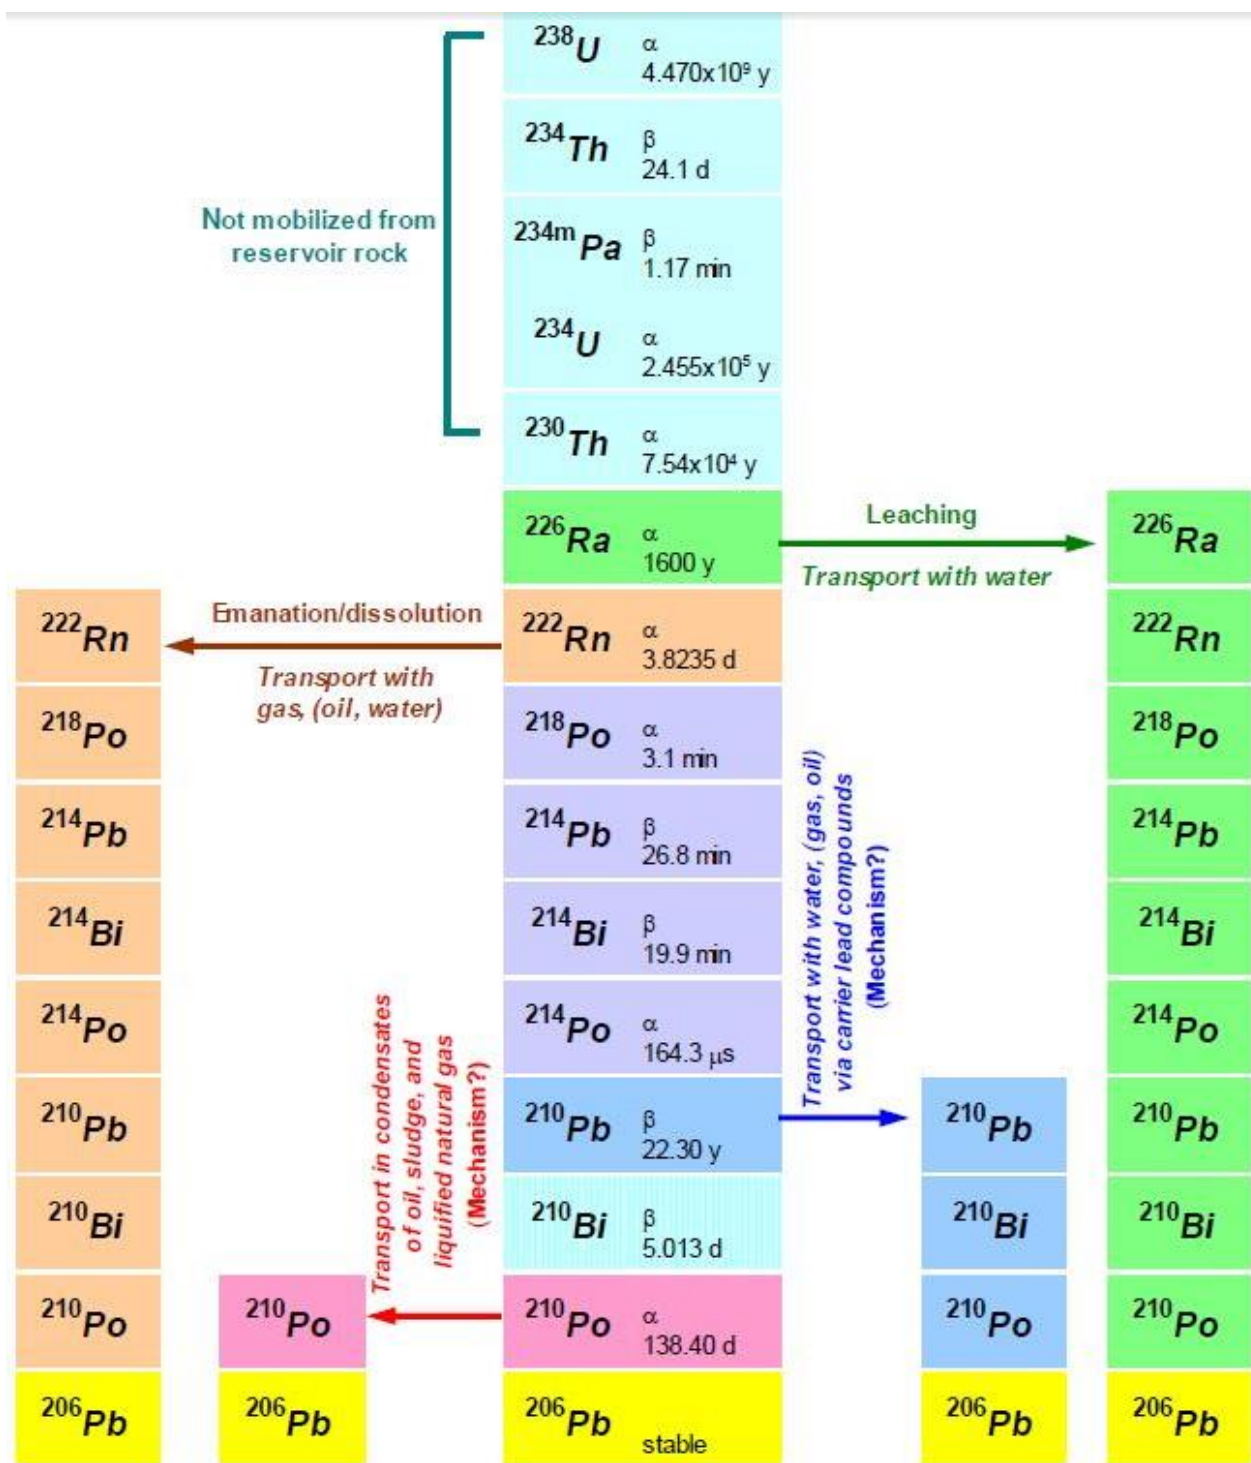 ²³⁸U α
4.470x10⁹ y
²³⁴Th β
24.1 d
Not mobilized from
reservoir rock
²³⁴ᵐPa β
1.17 min
²³⁴U α
2.455x10⁵ y
²³⁰Th α
7.54x10⁴ y
²²⁶Ra α
1600 y
Leaching
Transport with water
²²⁶Ra
²²²Rn
Emanation/dissolution
Transport with
gas, (oil, water)
²²²Rn α
3.8235 d
²²²Rn
²¹⁸Po
²¹⁸Po α
3.1 min
²¹⁸Po
²¹⁴Pb
²¹⁴Pb β
26.8 min
Transport with water, (gas, oil)
via carrier lead compounds
(Mechanism?)
²¹⁴Pb
²¹⁴Bi
²¹⁴Bi β
19.9 min
²¹⁴Bi
²¹⁴Po
Transport in condensates
of oil, sludge, and
liquified natural gas
(Mechanism?)
²¹⁴Po α
164.3 μs
²¹⁴Po
²¹⁰Pb
²¹⁰Pb β
22.30 y
²¹⁰Pb
²¹⁰Pb
²¹⁰Bi
²¹⁰Bi β
5.013 d
²¹⁰Bi
²¹⁰Bi
²¹⁰Po
²¹⁰Po
²¹⁰Po α
138.40 d
²¹⁰Po
²¹⁰Po
²⁰⁶Pb
²⁰⁶Pb
²⁰⁶Pb
stable
²⁰⁶Pb
²⁰⁶Pb